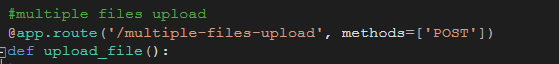 #multiple files upload
@app.route('/multiple-files-upload', methods=['POST'])
def upload_file():